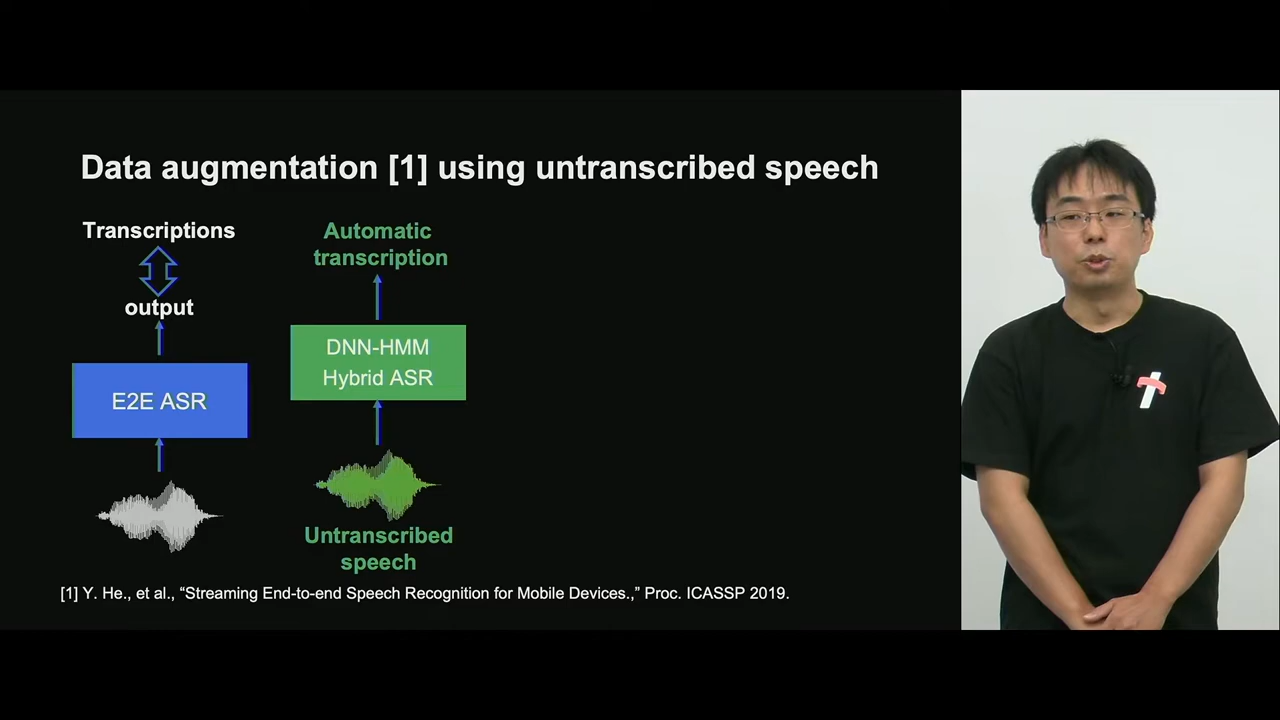 Data augmentation [1] using untranscribed speech
Transcriptions
output
E2E ASR
Automatic
transcription
DNN-HMM
Hybrid ASR
Untranscribed
speech
[1] Y. He., et al., “Streaming End-to-end Speech Recognition for Mobile Devices.,” Proc. ICASSP 2019.